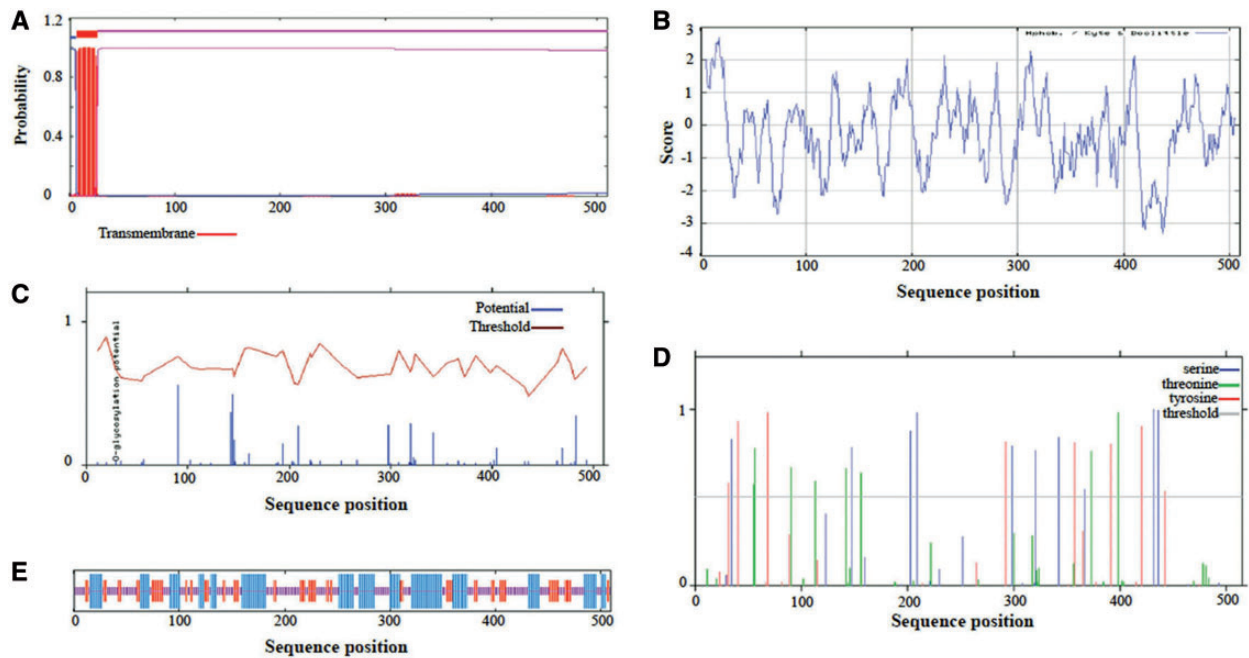 A
1.2
0.8
0.4
0
Probability
0 100 200 300 400 500
Transmembrane
B
3
2
1
0
-1
-2
-3
-4
Score
Hphob. / Kyte & Doolittle
0 100 200 300 400 500
Sequence position
C
1
0
O-glycosylation potential
Potential
Threshold
0 100 200 300 400 500
Sequence position
D
1
0
serine
threonine
tyrosine
threshold
0 100 200 300 400 500
Sequence position
E
0 100 200 300 400 500
Sequence position